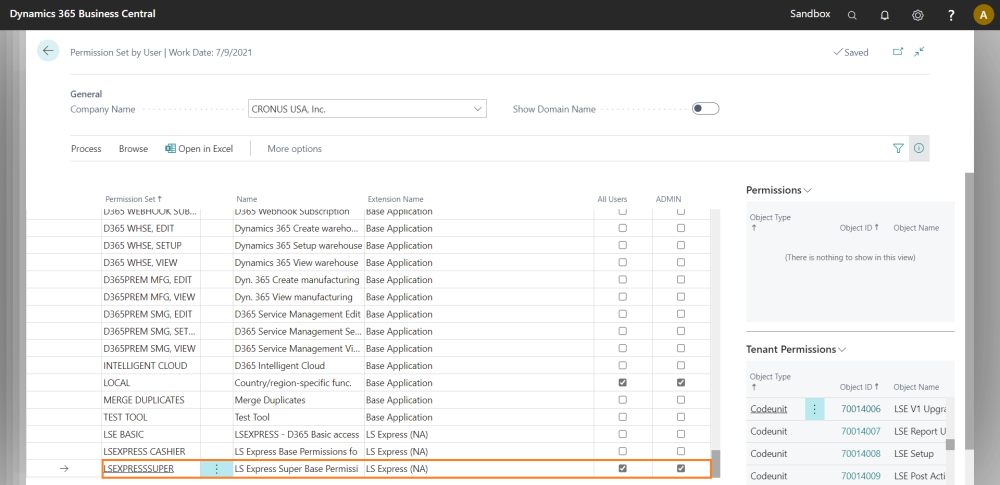 Dynamics 365 Business Central Sandbox ? A
Permission Set by User | Work Date: 7/9/2021 Saved
General
Company Name CRONUS USA, Inc. Show Domain Name
Process Browse Open in Excel More options
Permission Set ↑ Name Extension Name All Users ADMIN
D365 WEBHOOK SUB... D365 Webhook Subscription Base Application
D365 WHSE, EDIT Dynamics 365 Create wareho... Base Application
D365 WHSE, SETUP Dynamics 365 Setup warehouse Base Application
D365 WHSE, VIEW Dynamics 365 View warehouse Base Application
D365PREM MFG, EDIT Dyn. 365 Create manufacturing Base Application
D365PREM MFG, VIEW Dyn. 365 View manufacturing Base Application
D365PREM SMG, EDIT D365 Service Management Edit Base Application
D365PREM SMG, SET... D365 Service Management Se... Base Application
D365PREM SMG, VIEW D365 Service Management Vi... Base Application
INTELLIGENT CLOUD D365 Intelligent Cloud Base Application
LOCAL Country/region-specific func. Base Application
MERGE DUPLICATES Merge Duplicates Base Application
TEST TOOL Test Tool Base Application
LSE BASIC LSEXPRESS - D365 Basic access LS Express (NA)
LSEXPRESS CASHIER LS Express Base Permissions fo LS Express (NA)
LSEXPRESSSUPER LS Express Super Base Permissi LS Express (NA)
Permissions
Object Type
↑ Object ID ↑ Object Name
(There is nothing to show in this view)
Tenant Permissions
Object Type
↑ Object ID ↑ Object Name
Codeunit 70014006 LSE V1 Upgra
Codeunit 70014007 LSE Report U
Codeunit 70014008 LSE Setup
Codeunit 70014009 LSE Post Acti